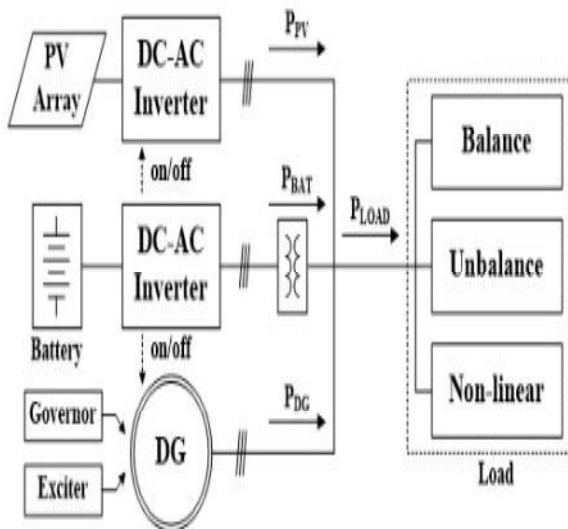 PV
Array
DC-AC
Inverter
P_PV
on/off
Battery
DC-AC
Inverter
P_BAT
P_LOAD
on/off
Governor
Exciter
DG
P_DG
Balance
Unbalance
Non-linear
Load